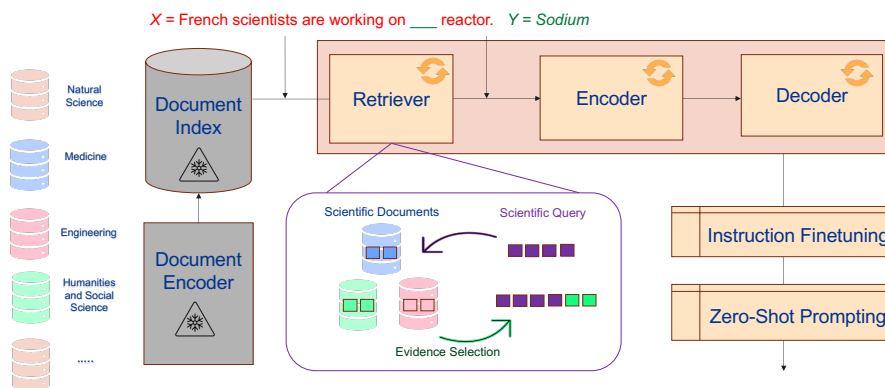 X = French scientists are working on ___ reactor. Y = Sodium
Natural
Science
Medicine
Engineering
Humanities
and Social
Science
.....
Document
Index
Document
Encoder
Retriever
Encoder
Decoder
Scientific Documents
Scientific Query
Evidence Selection
Instruction Finetuning
Zero-Shot Prompting